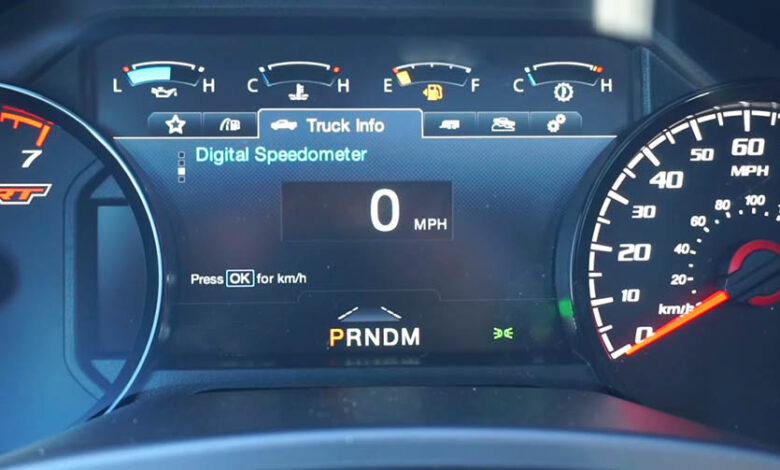 L H C H E F C H
Truck Info
Digital Speedometer
0 MPH
Press OK for km/h
PRNDM
7
RT
60
50
MPH
40
30
20
10
0
100
80
60
40
20
km/h